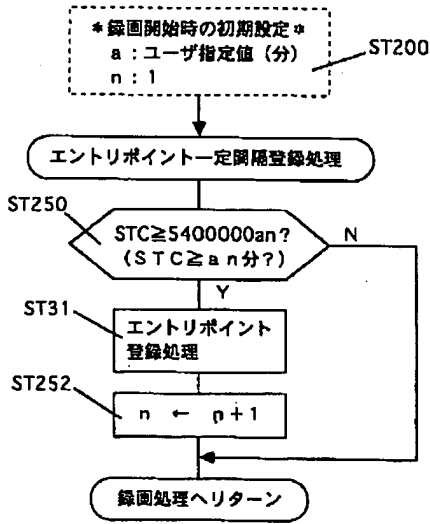 ＊録画開始時の初期設定＊
a：ユーザ指定値（分）
n：1
ST200
エントリポイント一定間隔登録処理
ST250
STC≧5400000an？
（STC≧an分？）
N
Y
ST31
エントリポイント
登録処理
ST252
n ← n＋1
録画処理へリターン